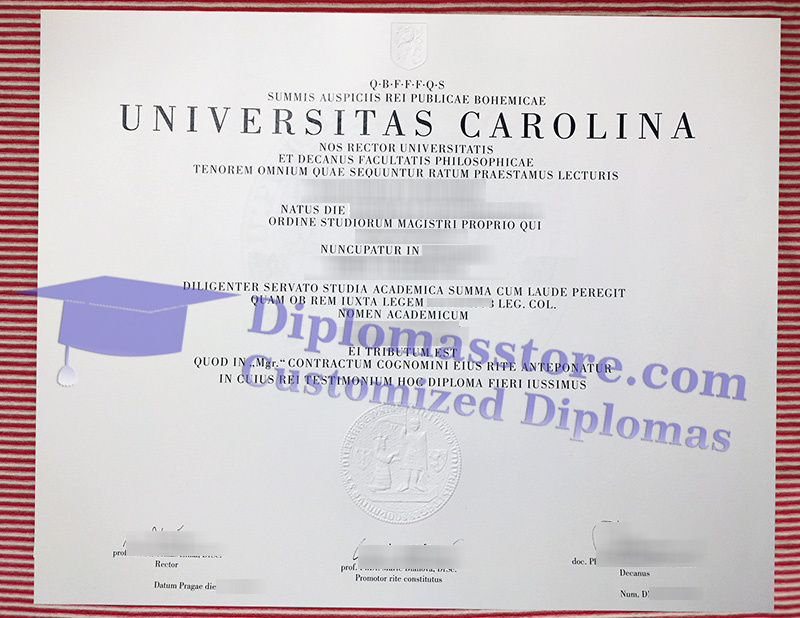 Q·B·F·F·F·Q·S
SUMMIS AUSPICIIS REI PUBLICAE BOHEMICAE
UNIVERSITAS CAROLINA
NOS RECTOR UNIVERSITATIS
ET DECANUS FACULTATIS PHILOSOPHICAE
TENOREM OMNIUM QUAE SEQUUNTUR RATUM PRAESTAMUS LECTURIS
NATUS DIE
ORDINE STUDIORUM MAGISTRI PROPRIO QUI
NUNCUPATUR IN
DILIGENTER SERVATO STUDIA ACADEMICA SUMMA CUM LAUDE PEREGIT
QUAM OB REM IUXTA LEGEM LEG. COL.
NOMEN ACADEMICUM
EI TRIBUTUM EST
QUOD IN „Mgr.“ CONTRACTUM COGNOMINI EIUS RITE ANTEPONATUR
IN CUIUS REI TESTIMONIUM HOC DIPLOMA FIERI IUSSIMUS
Diplomasstore.com
Customized Diplomas
Rector
Datum Pragae die
prof.
Promotor rite constitutus
doc.
Decanus
Num.